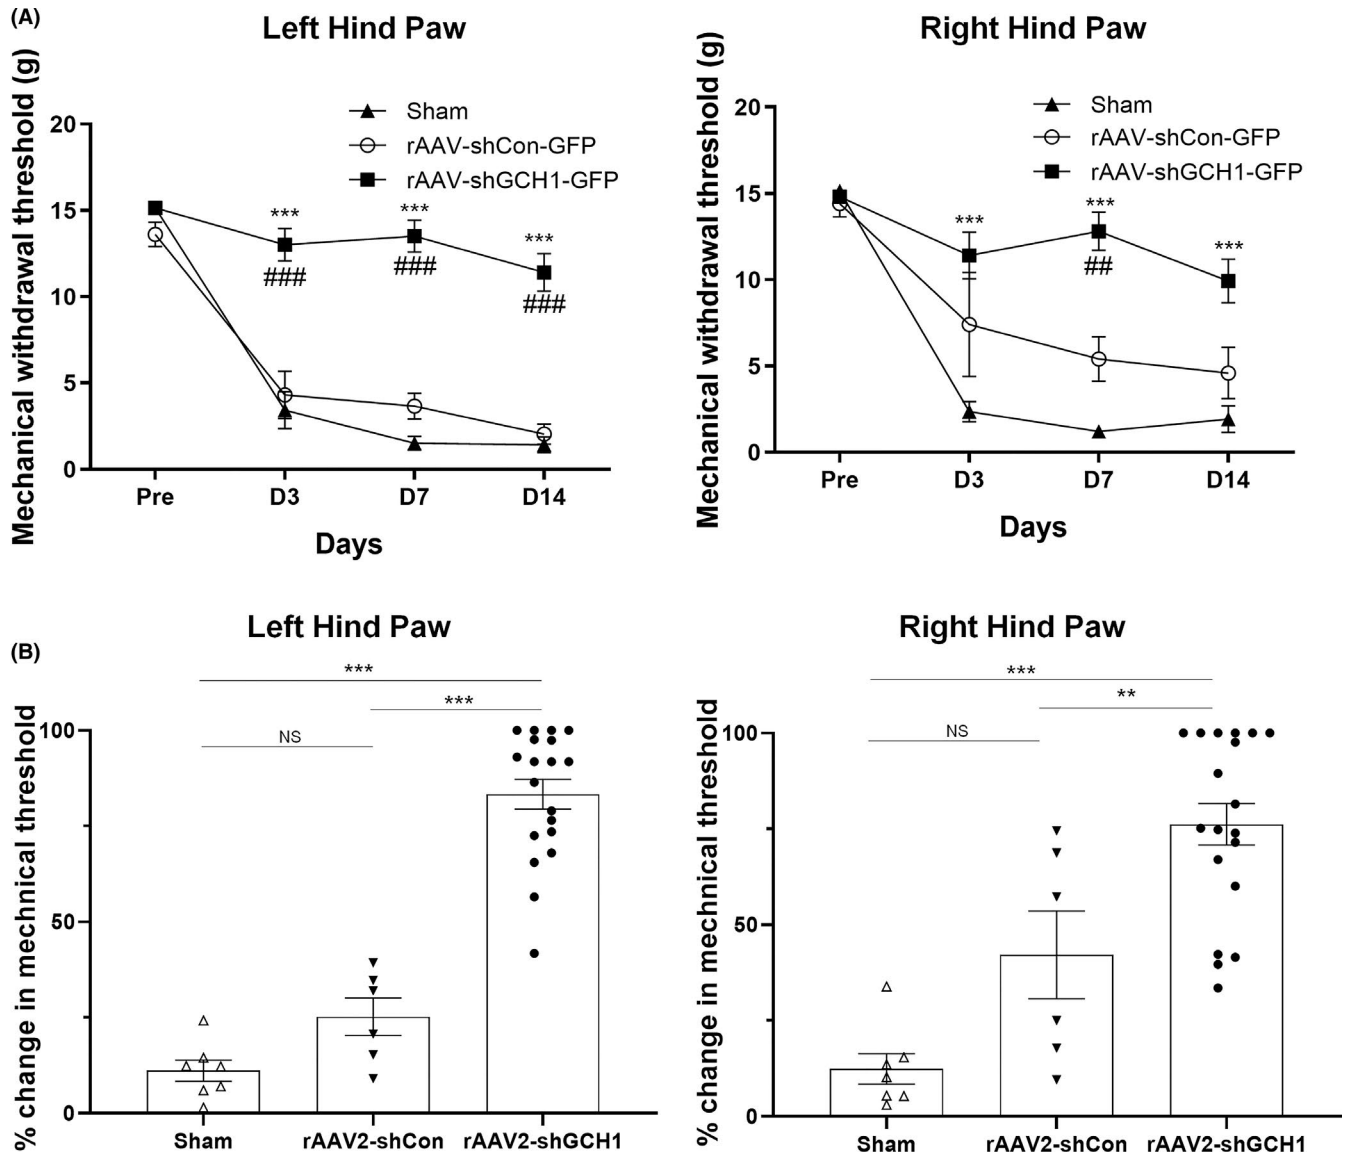 (A)
Left Hind Paw
Mechanical withdrawal threshold (g)
Sham
rAAV-shCon-GFP
rAAV-shGCH1-GFP
20
15
10
5
0
***
###
***
###
***
###
Pre D3 D7 D14
Days
Right Hind Paw
Mechanical withdrawal threshold (g)
Sham
rAAV-shCon-GFP
rAAV-shGCH1-GFP
20
15
10
5
0
***
***
##
***
Pre D3 D7 D14
Days
(B)
Left Hind Paw
% change in mechnical threshold
***
***
NS
100
50
0
Sham rAAV2-shCon rAAV2-shGCH1
Right Hind Paw
% change in mechnical threshold
***
**
NS
100
50
0
Sham rAAV2-shCon rAAV2-shGCH1